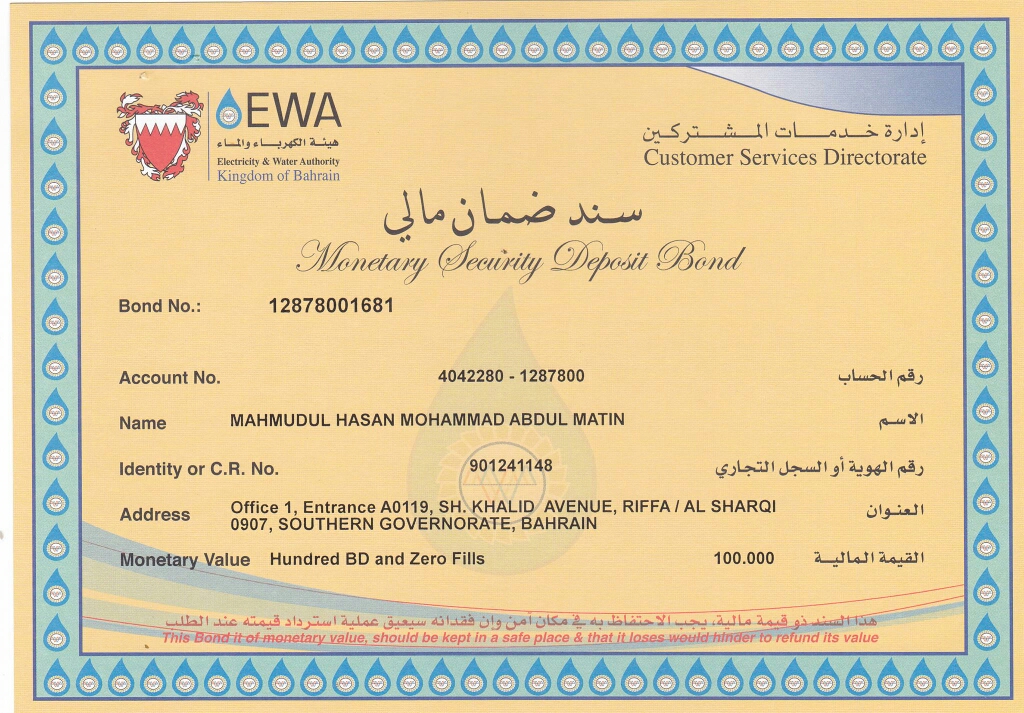 EWA
هيئة الكهرباء والماء
Electricity & Water Authority
Kingdom of Bahrain
إدارة خدمات المشتركين
Customer Services Directorate
سند ضمان مالي
Monetary Security Deposit Bond
Bond No.: 12878001681
Account No. 4042280 - 1287800 رقم الحساب
Name MAHMUDUL HASAN MOHAMMAD ABDUL MATIN الاسم
Identity or C.R. No. 901241148 رقم الهوية أو السجل التجاري
Address Office 1, Entrance A0119, SH. KHALID AVENUE, RIFFA / AL SHARQI العنوان
0907, SOUTHERN GOVERNORATE, BAHRAIN
Monetary Value Hundred BD and Zero Fills 100.000 القيمة المالية
هذا السند ذو قيمة مالية، يجب الاحتفاظ به في مكان أمن وإن فقدانه سيعيق عملية استرداد قيمته عند الطلب
This Bond it of monetary value, should be kept in a safe place & that it loses would hinder to refund its value